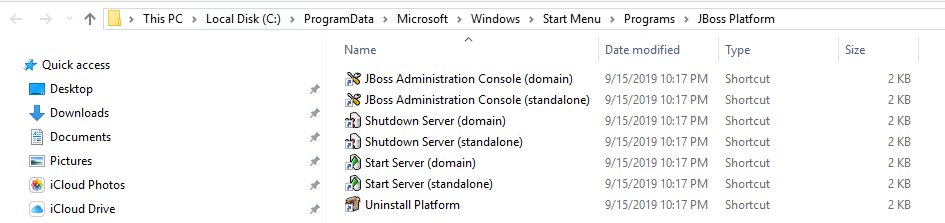 This PC > Local Disk (C:) > ProgramData > Microsoft > Windows > Start Menu > Programs > JBoss Platform
Name Date modified Type Size
Quick access
Desktop
Downloads
Documents
Pictures
iCloud Photos
iCloud Drive
JBoss Administration Console (domain) 9/15/2019 10:17 PM Shortcut 2 KB
JBoss Administration Console (standalone) 9/15/2019 10:17 PM Shortcut 2 KB
Shutdown Server (domain) 9/15/2019 10:17 PM Shortcut 2 KB
Shutdown Server (standalone) 9/15/2019 10:17 PM Shortcut 2 KB
Start Server (domain) 9/15/2019 10:17 PM Shortcut 2 KB
Start Server (standalone) 9/15/2019 10:17 PM Shortcut 2 KB
Uninstall Platform 9/15/2019 10:17 PM Shortcut 2 KB